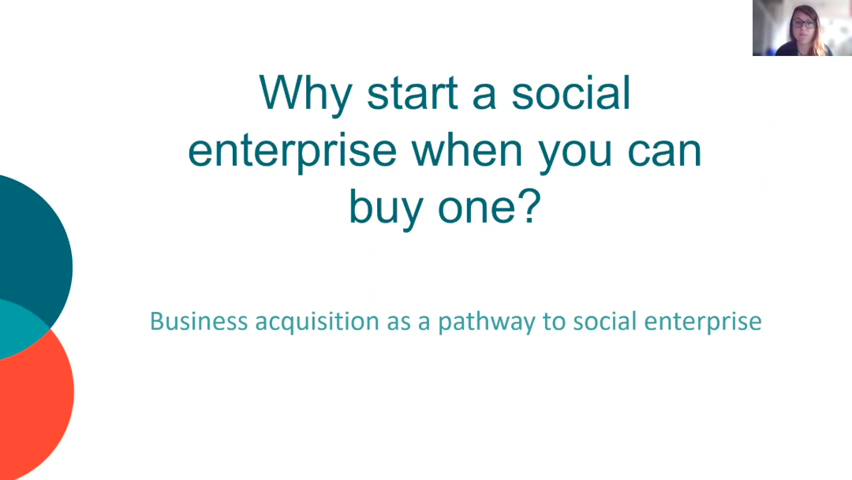 Why start a social
enterprise when you can
buy one?
Business acquisition as a pathway to social enterprise